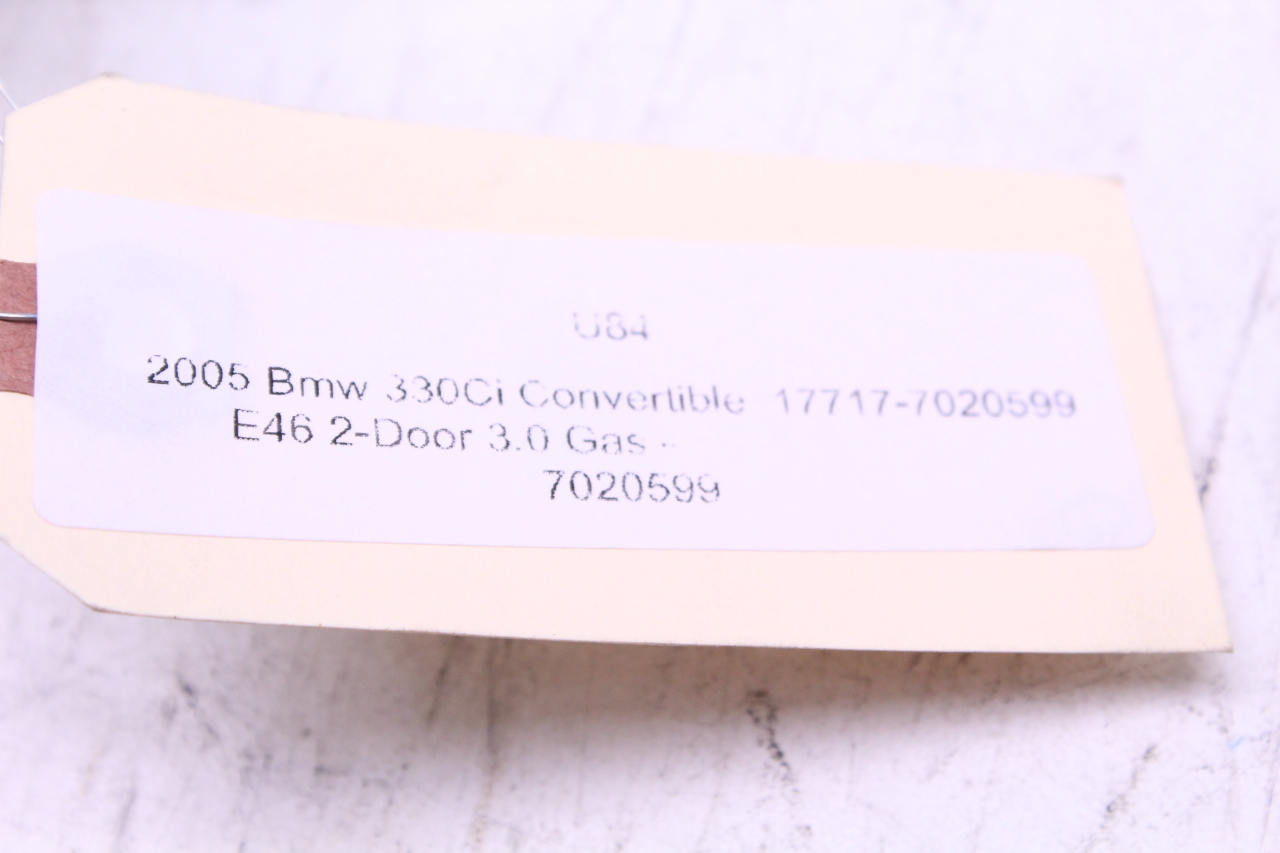 U84
2005 Bmw 330Ci Convertible 17717-7020599
E46 2-Door 3.0 Gas -
7020599